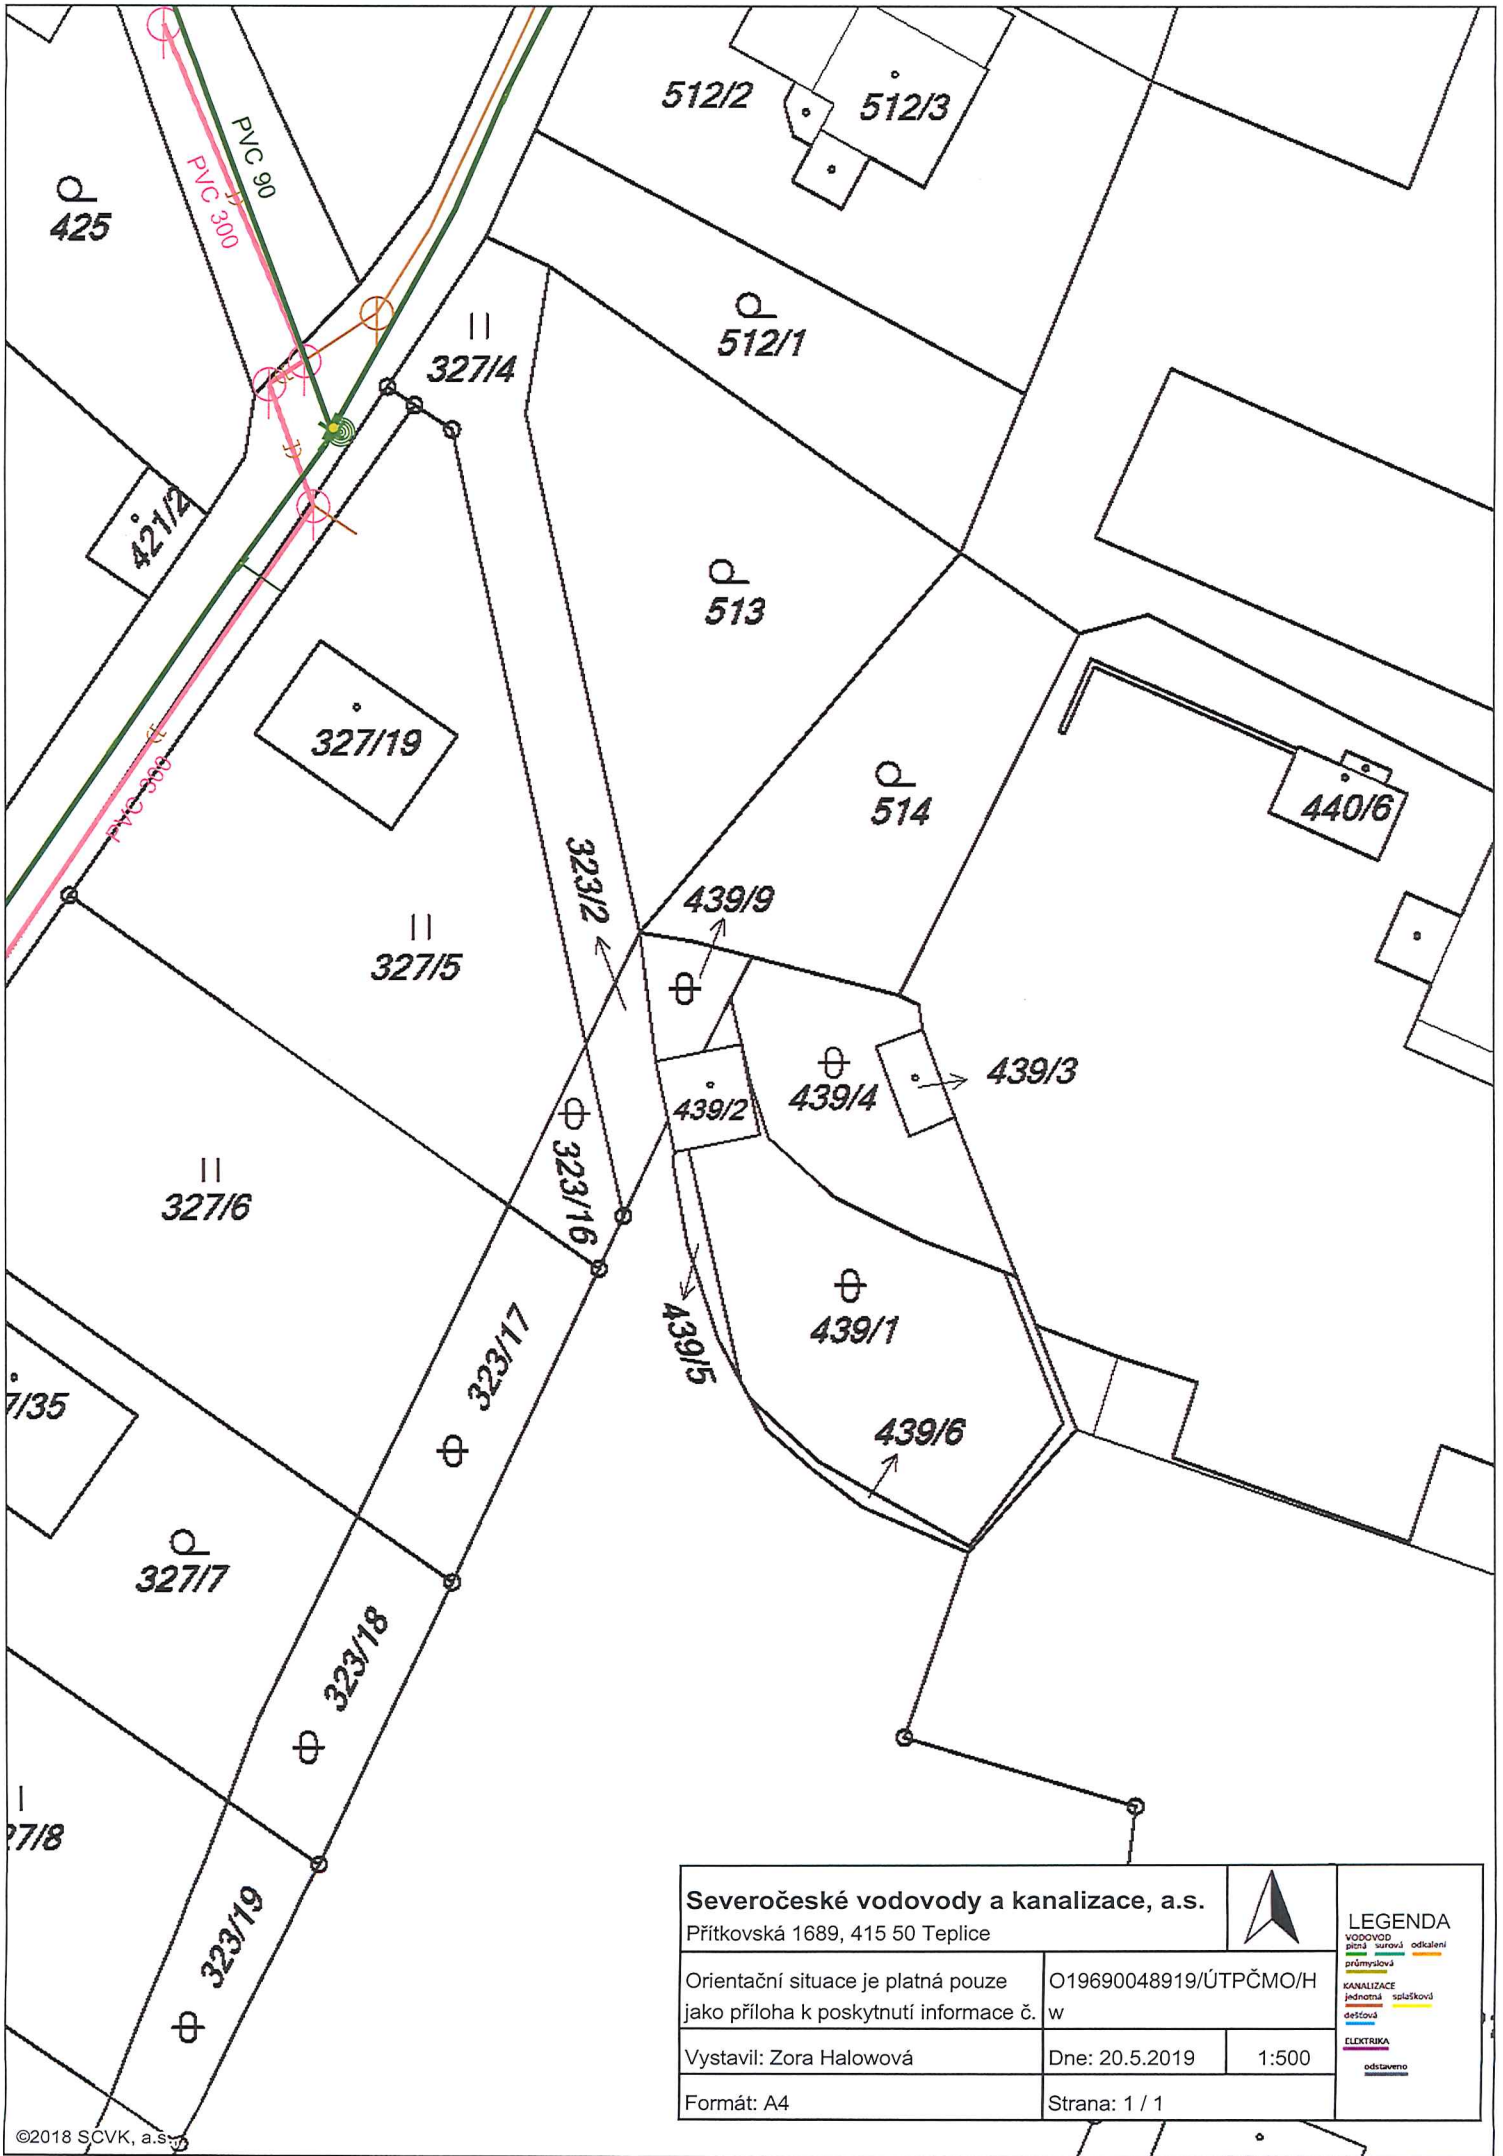 512/2
512/3
PVC 90
PVC 300
425
512/1
327/4
421/2
513
327/19
PVC 300
514
440/6
323/2
439/9
327/5
439/3
439/4
439/2
323/16
327/6
439/1
323/17
439/5
7/35
439/6
327/7
323/18
27/8
323/19
Severočeské vodovody a kanalizace, a.s.
Přítkovská 1689, 415 50 Teplice
Orientační situace je platná pouze
jako příloha k poskytnutí informace č.
O19690048919/ÚTPČMO/H
w
Vystavil: Zora Halowová
Dne: 20.5.2019
1:500
Formát: A4
Strana: 1 / 1
LEGENDA
VODOVOD
pitná surová odkalení
průmyslová
KANALIZACE
jednotná splašková
dešťová
ELEKTRIKA
odstaveno
©2018 SČVK, a.s.